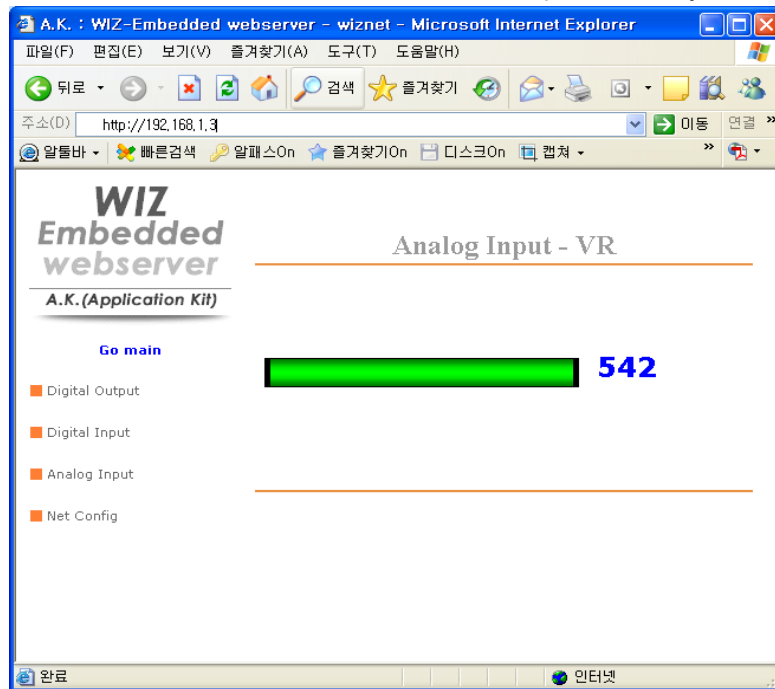 A.K. : WIZ-Embedded webserver - wiznet - Microsoft Internet Explorer
파일(F) 편집(E) 보기(V) 즐겨찾기(A) 도구(T) 도움말(H)
뒤로 검색 즐겨찾기
주소(D) http://192.168.1.3 이동 연결 »
알툴바 빠른검색 알패스On 즐겨찾기On 디스크On 캡쳐 »
WIZ
Embedded
webserver
A.K.(Application Kit)
Analog Input - VR
Go main
542
Digital Output
Digital Input
Analog Input
Net Config
완료 인터넷